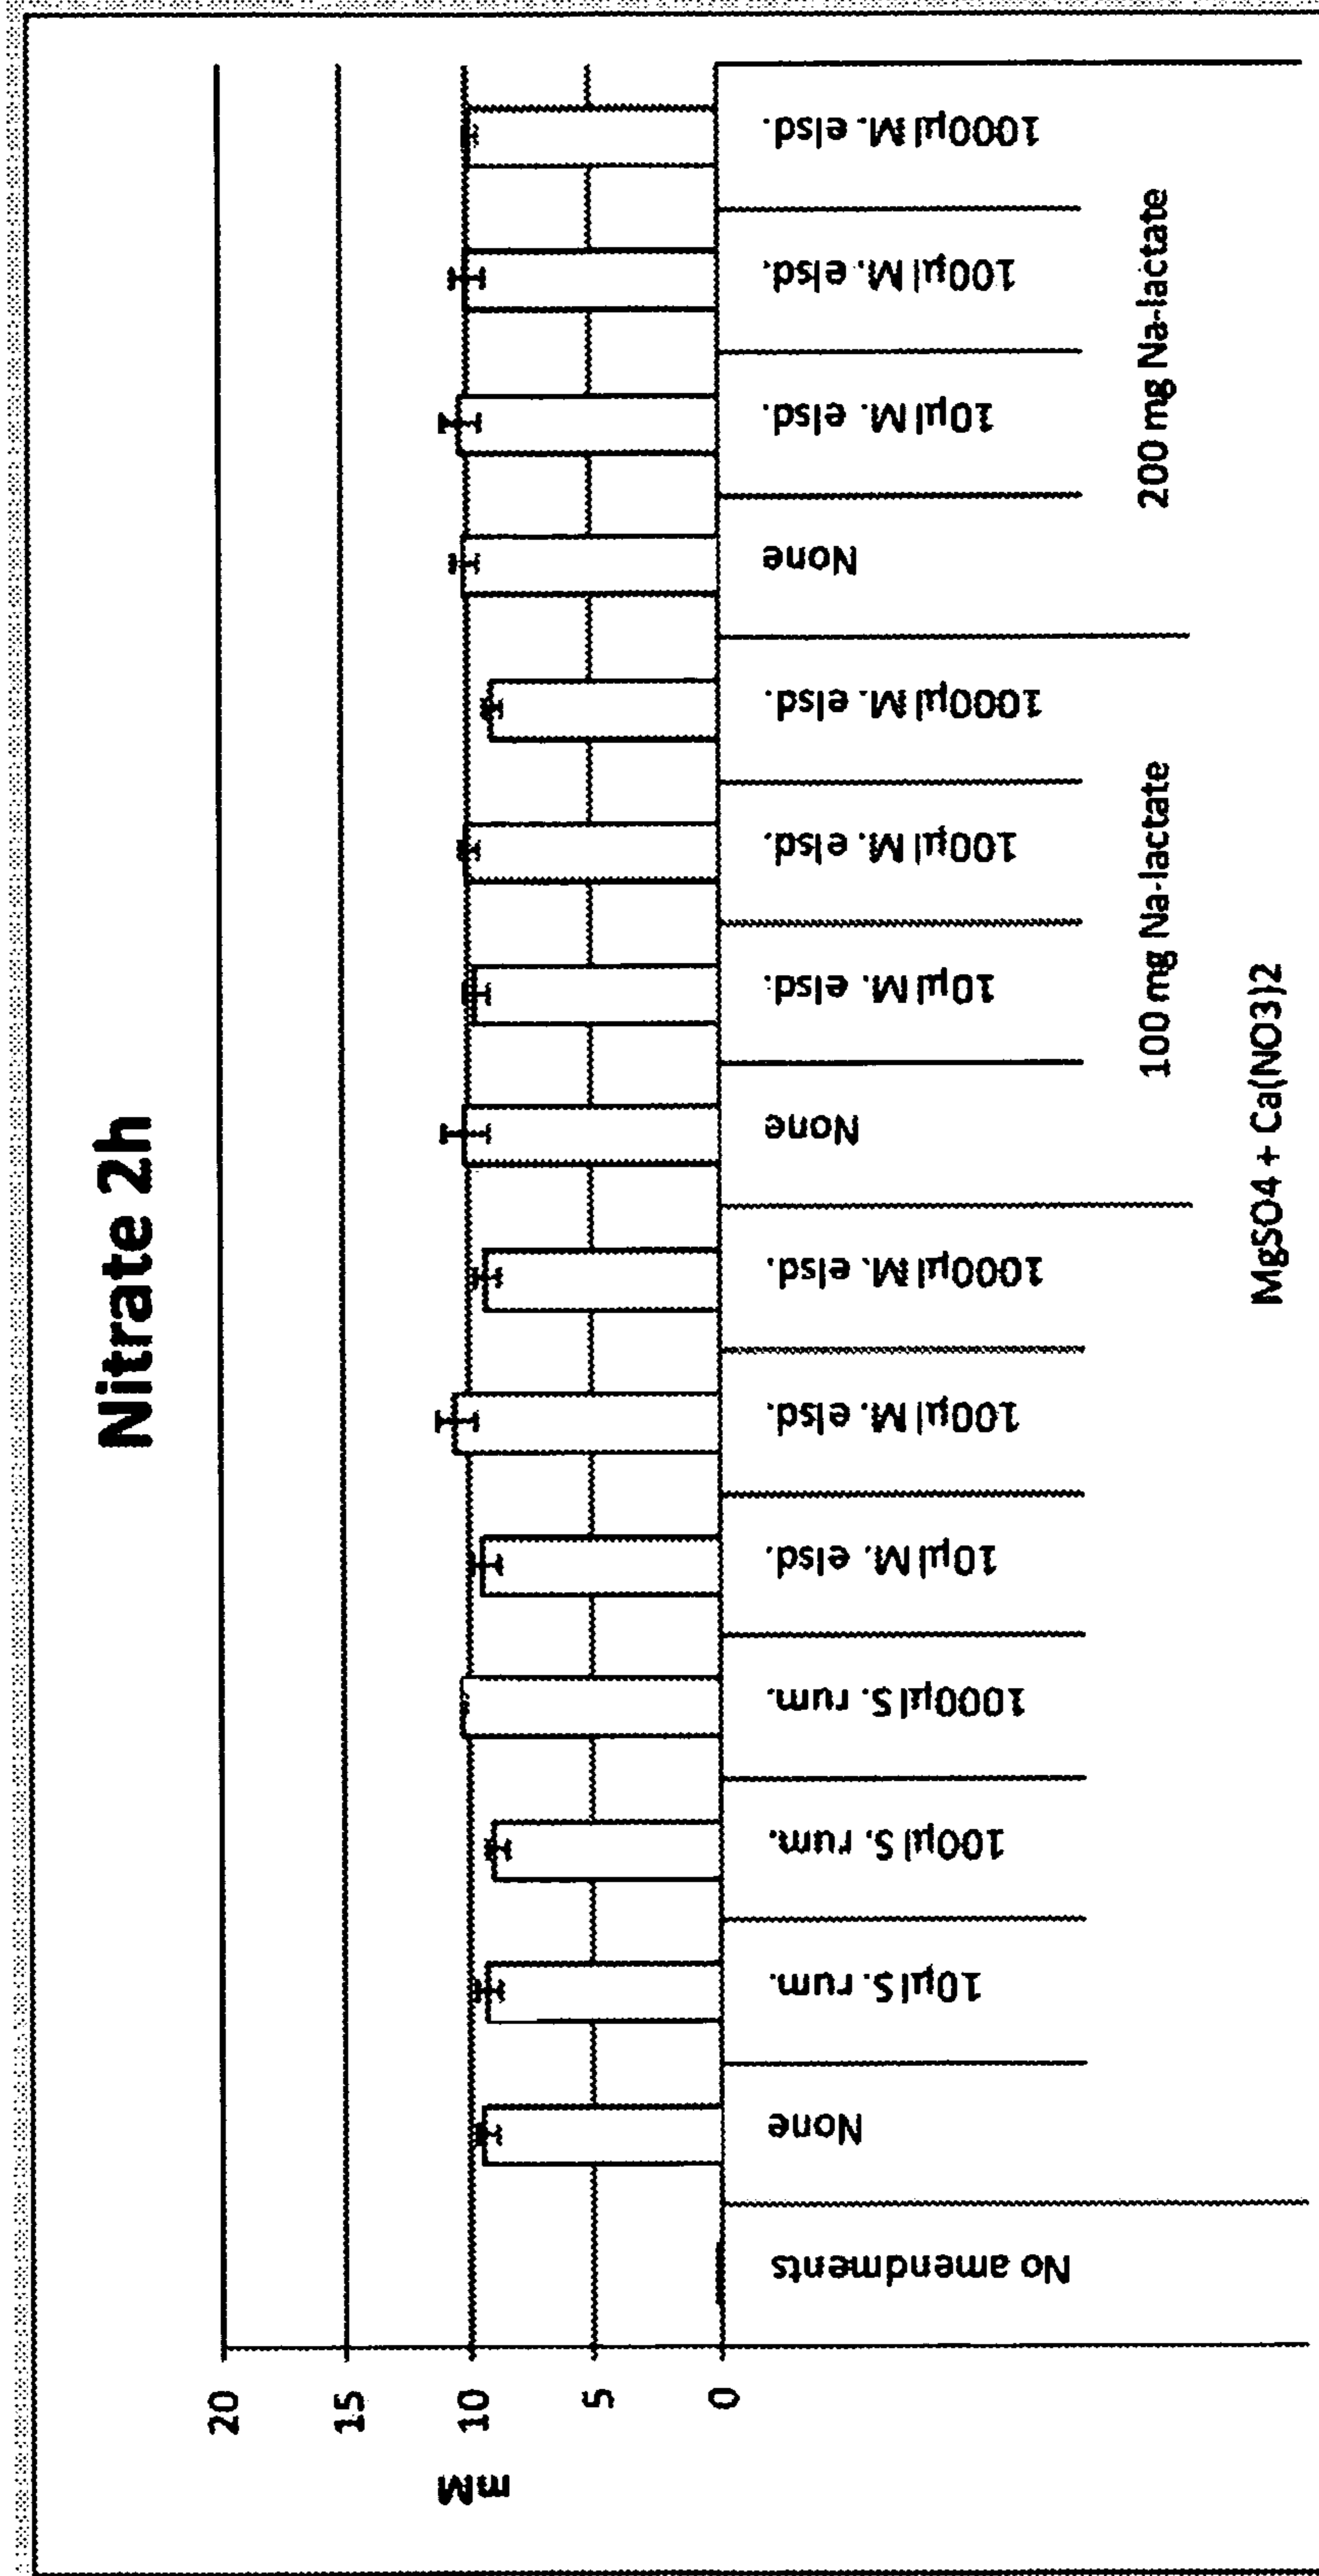 Nitrate 2h
mM
20
15
10
5
0
No amendments
None
10µl S. rum.
100µl S. rum.
1000µl S. rum.
10µl M. elsd.
100µl M. elsd.
1000µl M. elsd.
None
10µl M. elsd.
100µl M. elsd.
1000µl M. elsd.
None
10µl M. elsd.
100µl M. elsd.
1000µl M. elsd.
100 mg Na-lactate
200 mg Na-lactate
MgSO4 + Ca(NO3)2